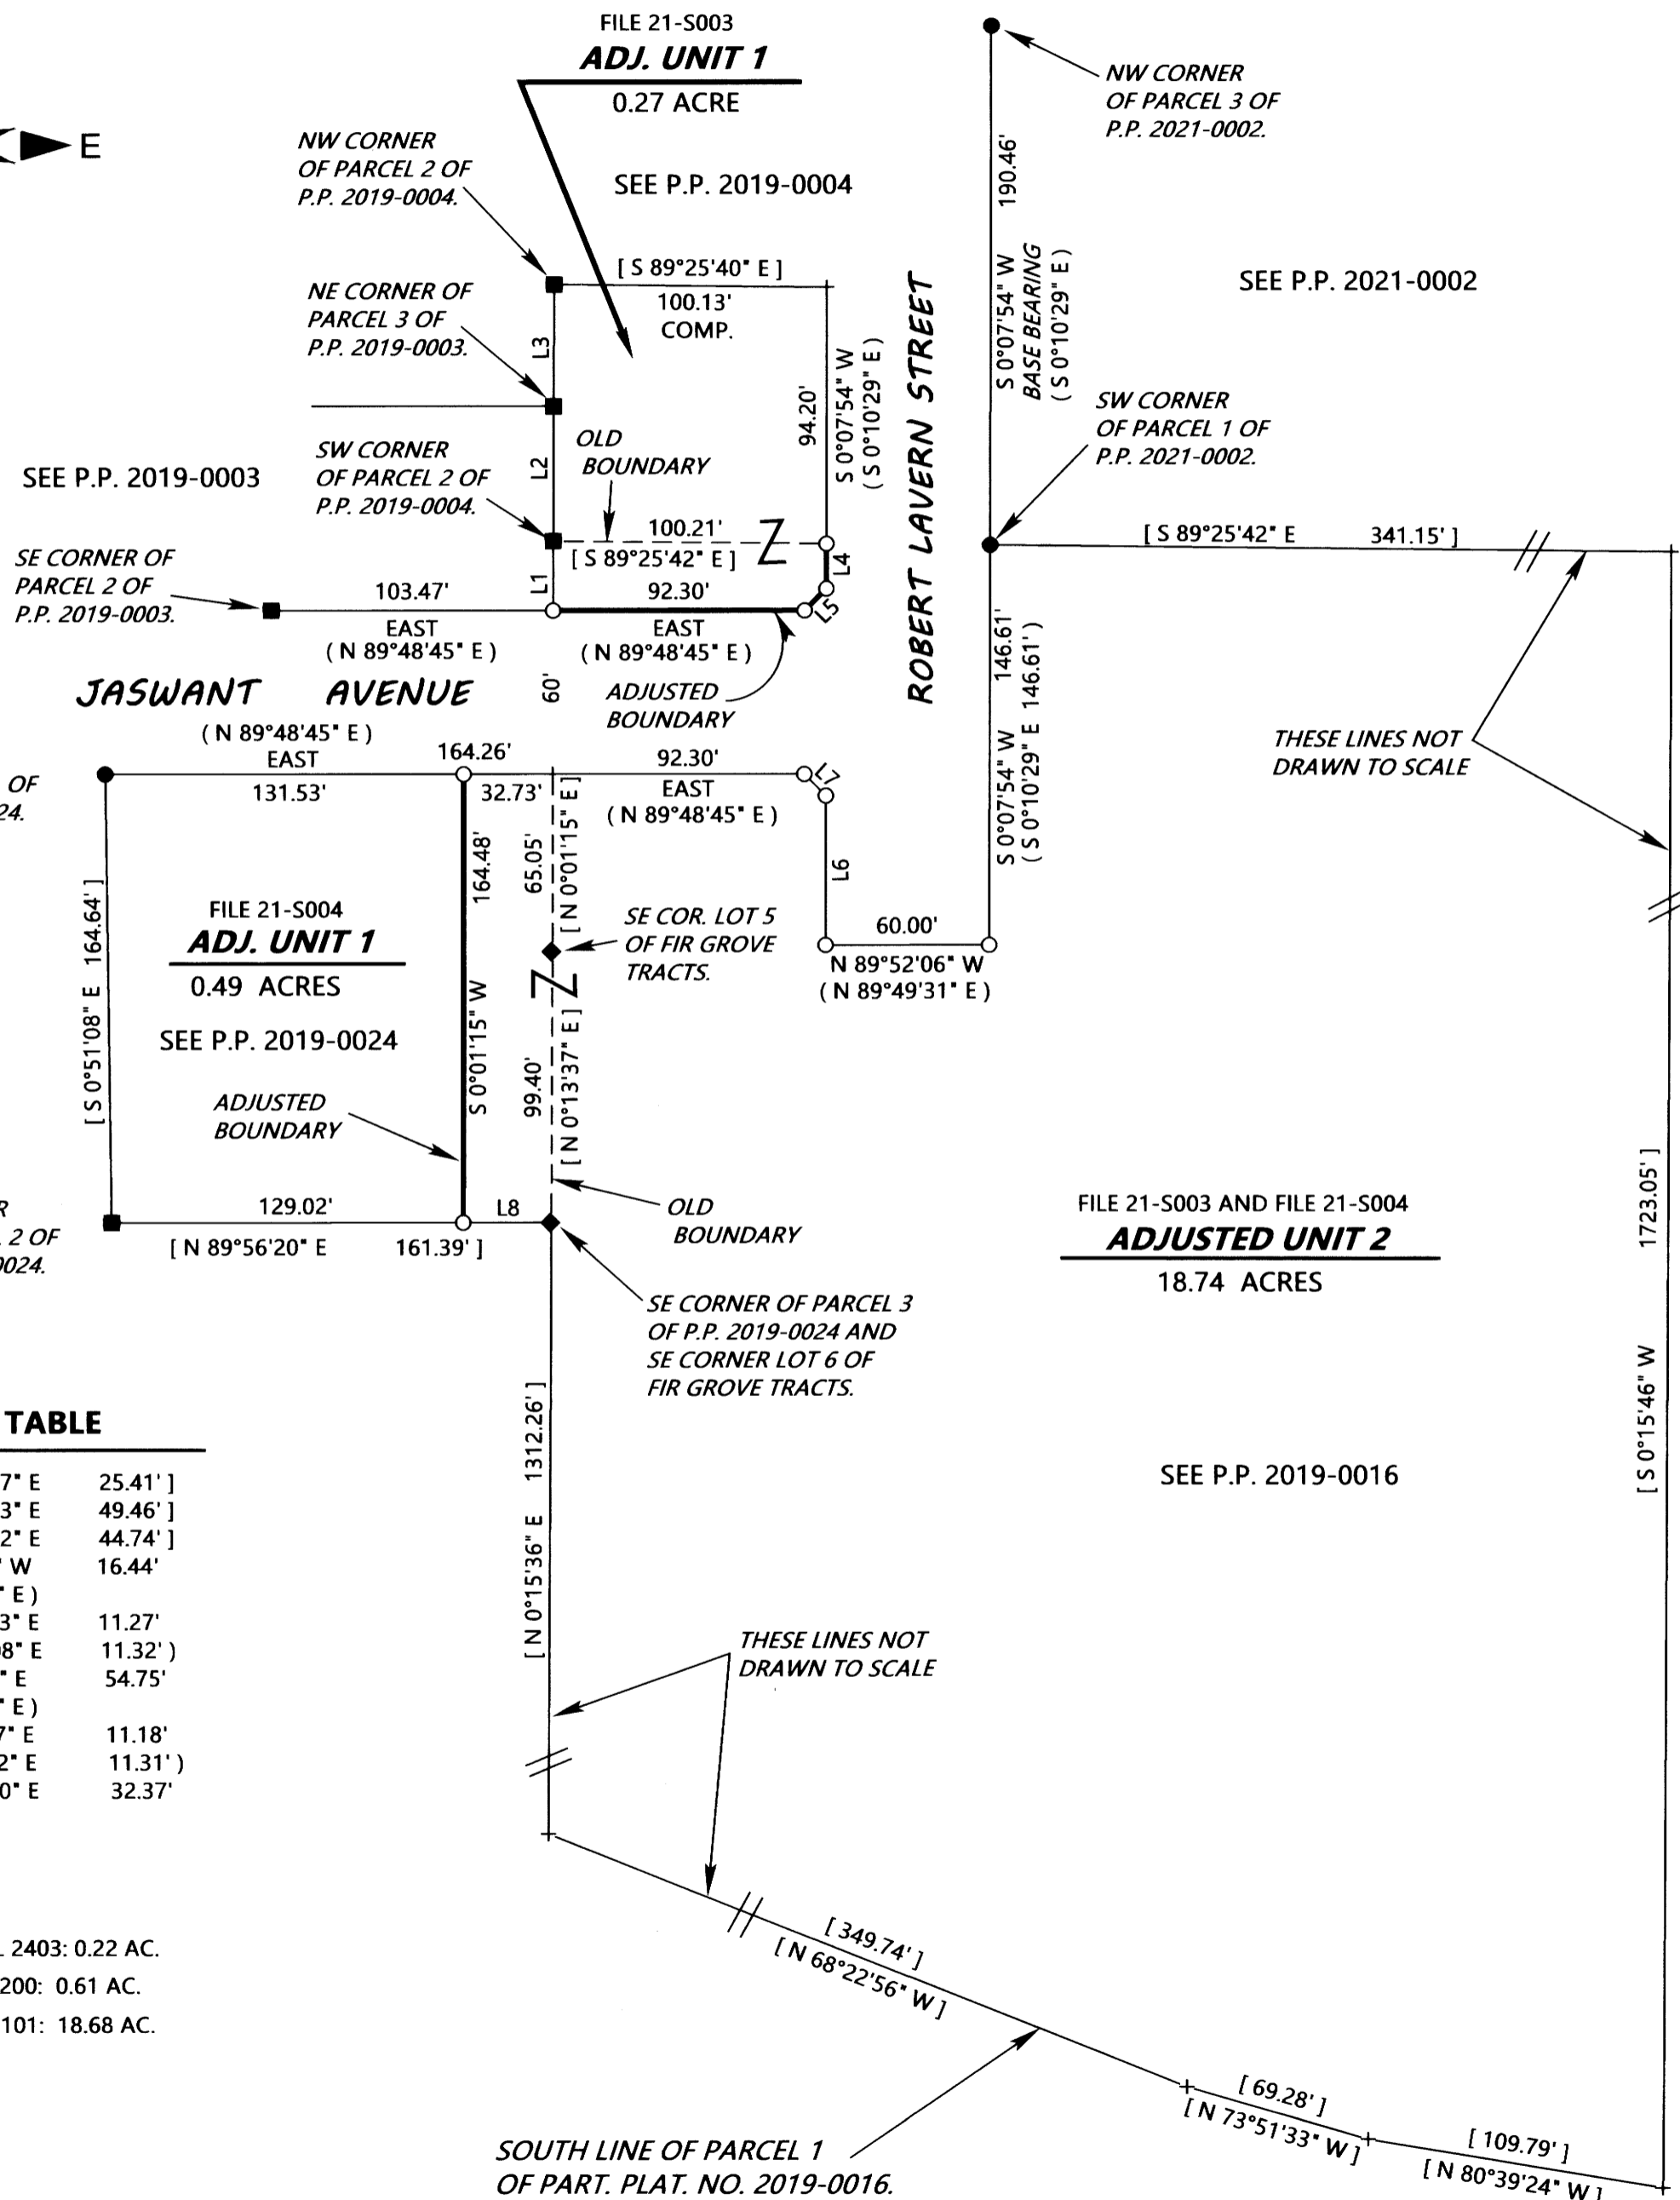 FILE 21-S003
ADJ. UNIT 1
0.27 ACRE
E
NW CORNER
OF PARCEL 3 OF
P.P. 2021-0002.
NW CORNER
OF PARCEL 2 OF
P.P. 2019-0004.
SEE P.P. 2019-0004
190.46'
[ S 89°25'40" E ]
100.13'
COMP.
S 0°07'54" W
BASE BEARING
( S 0°10'29" E )
SEE P.P. 2021-0002
NE CORNER OF
PARCEL 3 OF
P.P. 2019-0003.
L3
94.20'
S 0°07'54" W
( S 0°10'29" E )
ROBERT LAVERN STREET
SW CORNER
OF PARCEL 1 OF
P.P. 2021-0002.
SEE P.P. 2019-0003
SW CORNER
OF PARCEL 2 OF
P.P. 2019-0004.
L2
OLD
BOUNDARY
100.21'
Z
[ S 89°25'42" E ]
[ S 89°25'42" E 341.15' ]
SE CORNER OF
PARCEL 2 OF
P.P. 2019-0003.
103.47'
EAST
( N 89°48'45" E )
L1
92.30'
EAST
( N 89°48'45" E )
L4
L5
146.61'
S 0°07'54" W
( S 0°10'29" E 146.61' )
JASWANT AVENUE
60'
ADJUSTED
BOUNDARY
( N 89°48'45" E )
EAST
164.26'
131.53'
32.73'
92.30'
EAST
( N 89°48'45" E )
L7
THESE LINES NOT
DRAWN TO SCALE
OF
24.
[ S 0°51'08" E 164.64' ]
164.48'
S 0°01'15" W
65.05'
[ N 0°01'15" E ]
L6
FILE 21-S004
ADJ. UNIT 1
0.49 ACRES
SEE P.P. 2019-0024
SE COR. LOT 5
OF FIR GROVE
TRACTS.
60.00'
N 89°52'06" W
( N 89°49'31" E )
Z
99.40'
[ N 0°13'37" E ]
ADJUSTED
BOUNDARY
129.02'
L8
[ N 89°56'20" E 161.39' ]
R
2 OF
0024.
OLD
BOUNDARY
FILE 21-S003 AND FILE 21-S004
ADJUSTED UNIT 2
18.74 ACRES
1723.05' ]
[ S 0°15'46" W
SE CORNER OF PARCEL 3
OF P.P. 2019-0024 AND
SE CORNER LOT 6 OF
FIR GROVE TRACTS.
[ N 0°15'36" E 1312.26' ]
SEE P.P. 2019-0016
TABLE
7" E 25.41' ]
3" E 49.46' ]
2" E 44.74' ]
" W 16.44'
" E )
3" E 11.27'
8" E 11.32' )
" E 54.75'
" E )
7" E 11.18'
2" E 11.31' )
0" E 32.37'
THESE LINES NOT
DRAWN TO SCALE
2403: 0.22 AC.
200: 0.61 AC.
101: 18.68 AC.
[ 349.74' ]
[ N 68°22'56" W ]
[ 69.28' ]
[ N 73°51'33" W ]
[ 109.79' ]
[ N 80°39'24" W ]
SOUTH LINE OF PARCEL 1
OF PART. PLAT. NO. 2019-0016.